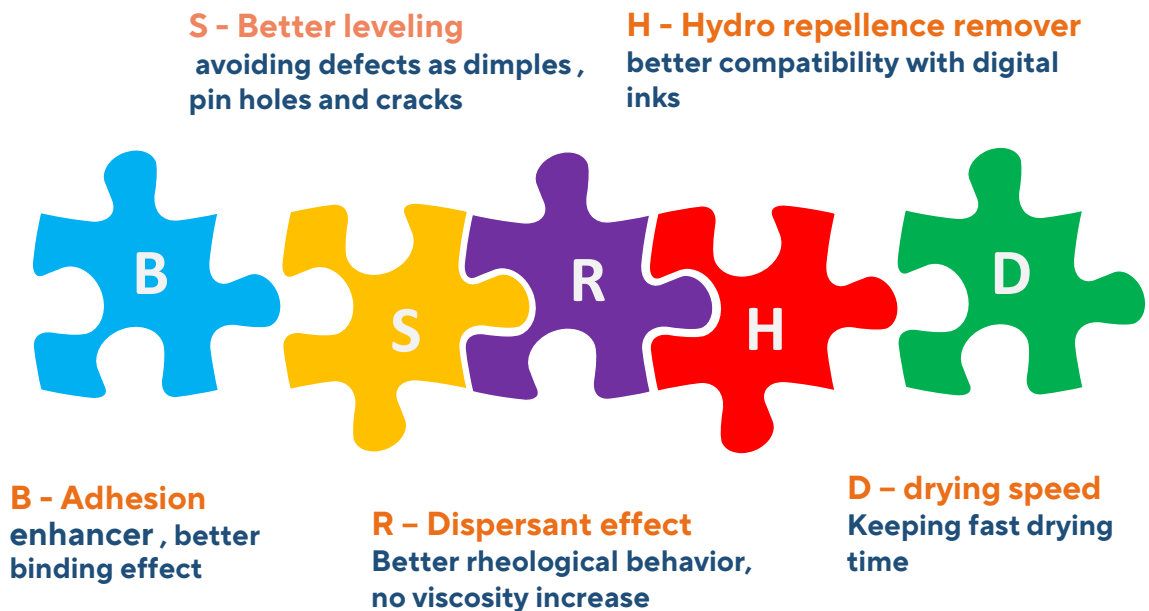 S - Better leveling
avoiding defects as dimples ,
pin holes and cracks
H - Hydro repellence remover
better compatibility with digital
inks
B
S
R
H
D
B - Adhesion
enhancer , better
binding effect
R – Dispersant effect
Better rheological behavior,
no viscosity increase
D – drying speed
Keeping fast drying
time